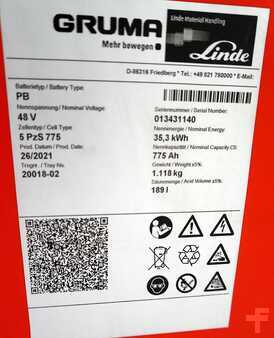 GRUMA
Mehr bewegen.
Linde Material Handling
Linde
D-86316 Friedberg * Tel.: +49 821 780000 * E-Mail:
Batterietyp / Battery Type:
PB
Nennspannung / Nominal Voltage:
48 V
Zellentyp / Cell Type:
5 PzS 775
Prod. Datum / Prod. Date:
26/2021
Trognr. / Tray No.
20018-02
Seriennummer / Serial Number:
013431140
Nennenergie / Nominal Energy:
35,3 kWh
Nennkapazität / Nominal Capacity C5:
775 Ah
Gewicht / Weight ±5%:
1.118 kg
Säuremenge / Acid Volume ±5%:
189 l
Pb